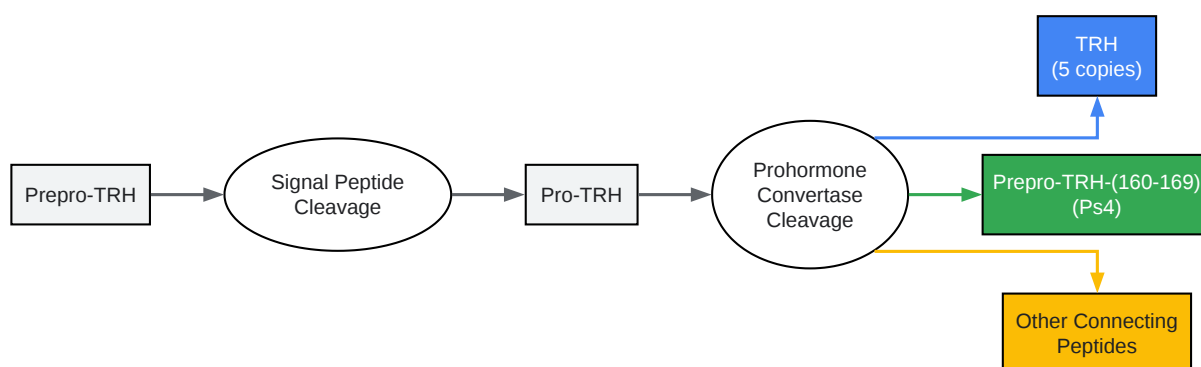 Prepro-TRH
Signal Peptide
Cleavage
Pro-TRH
Prohormone
Convertase
Cleavage
TRH
(5 copies)
Prepro-TRH-(160-169)
(Ps4)
Other Connecting
Peptides